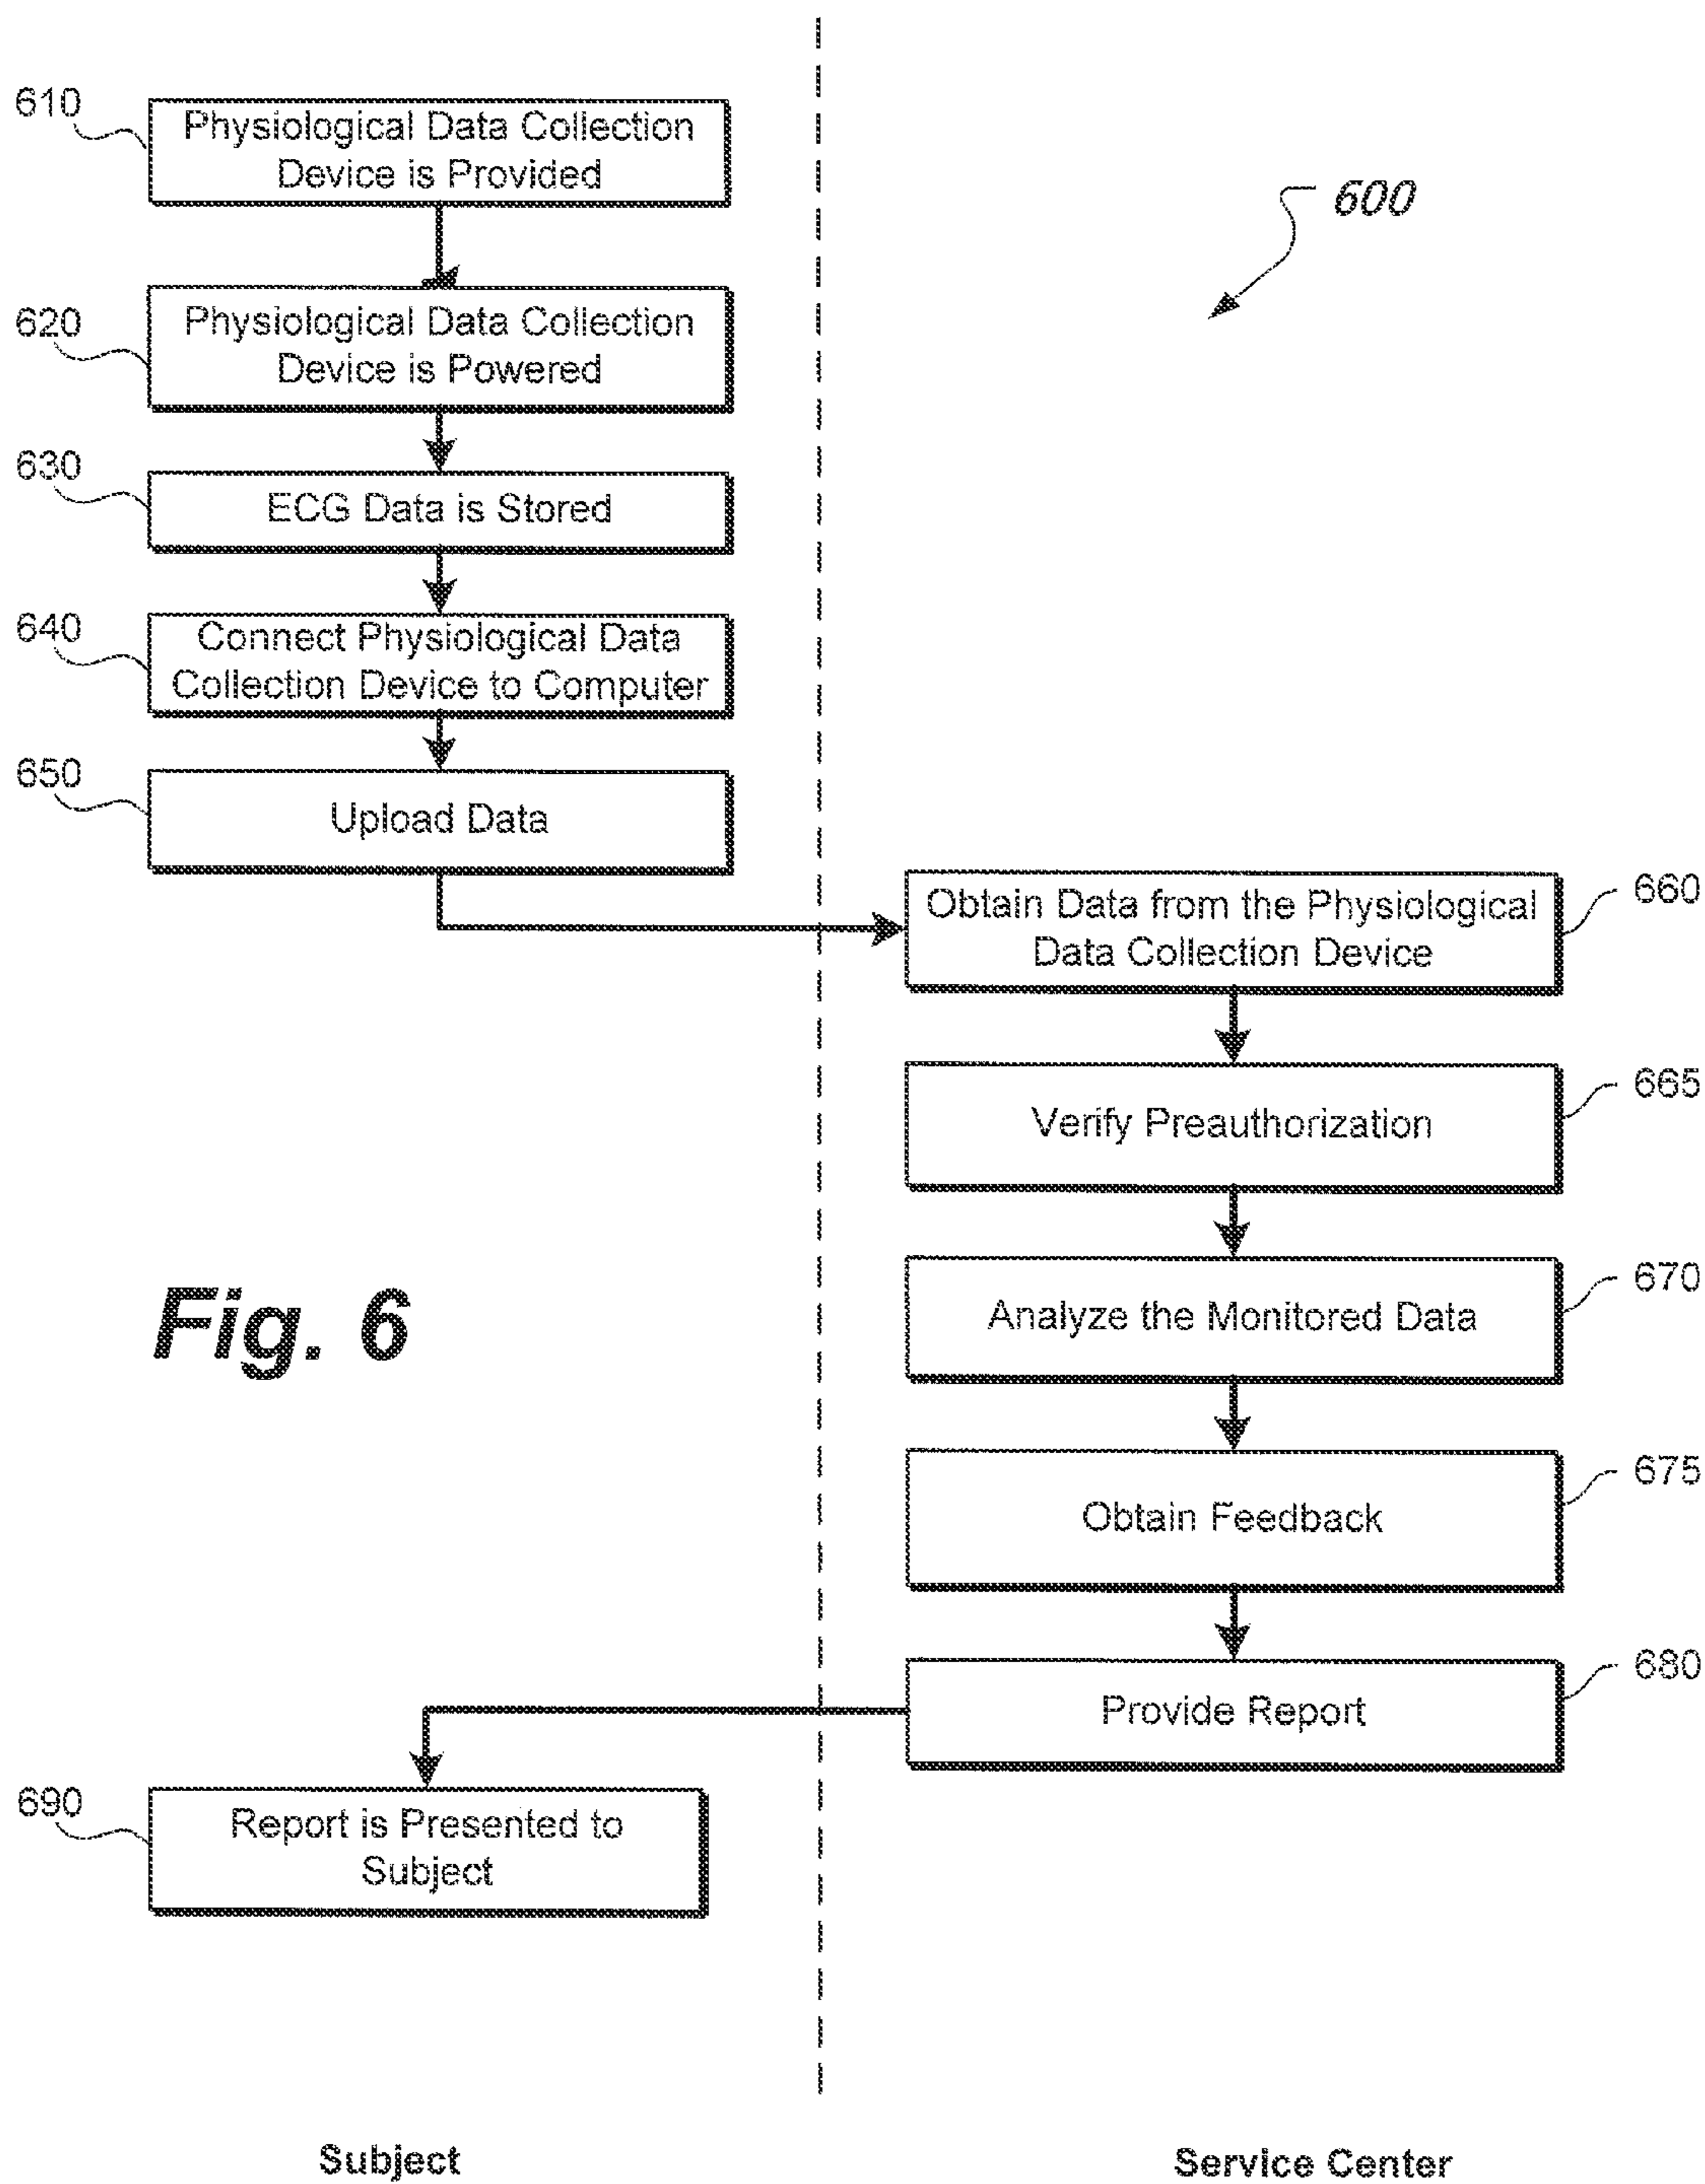 610
Physiological Data Collection
Device is Provided
600
620
Physiological Data Collection
Device is Powered
630
ECG Data is Stored
640
Connect Physiological Data
Collection Device to Computer
650
Upload Data
660
Obtain Data from the Physiological
Data Collection Device
665
Verify Preauthorization
670
Analyze the Monitored Data
Fig. 6
675
Obtain Feedback
680
Provide Report
690
Report is Presented to
Subject
Subject
Service Center